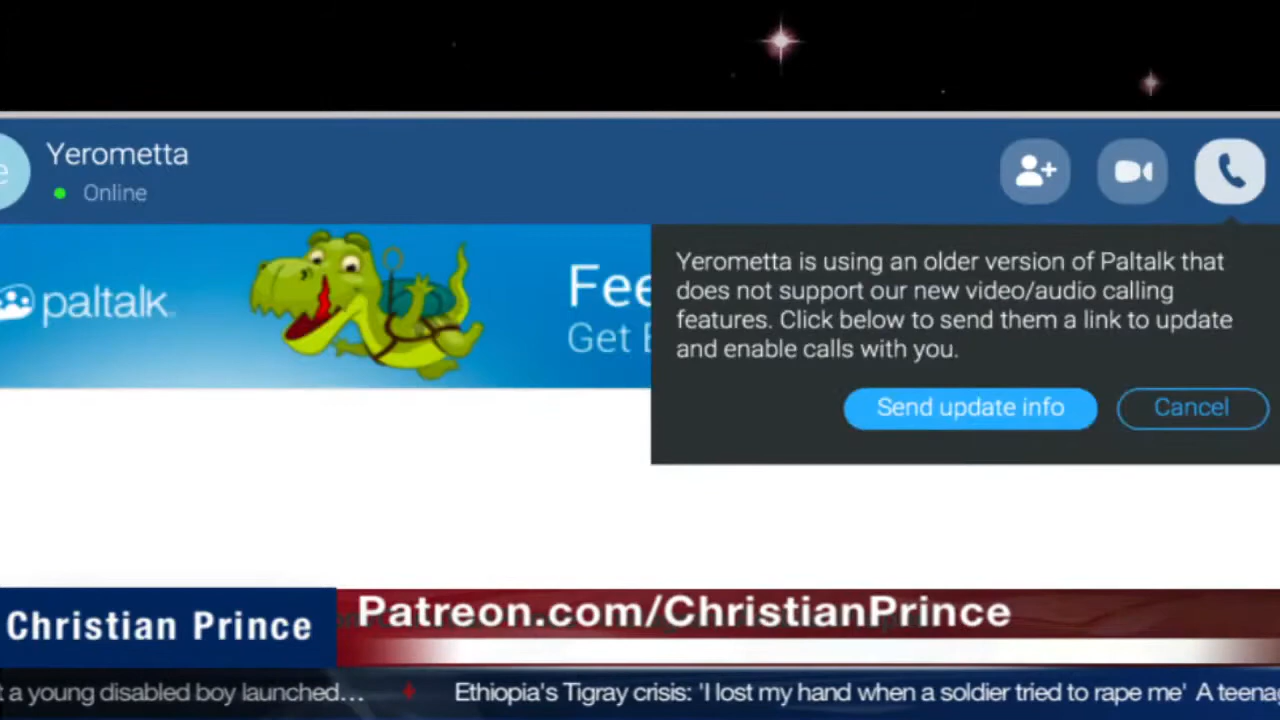 e
Yerometta
Online
paltalk
Fee
Get
Yerometta is using an older version of Paltalk that
does not support our new video/audio calling
features. Click below to send them a link to update
and enable calls with you.
Send update info
Cancel
Christian Prince
Patreon.com/ChristianPrince
t a young disabled boy launched...
Ethiopia's Tigray crisis: 'I lost my hand when a soldier tried to rape me' A teena